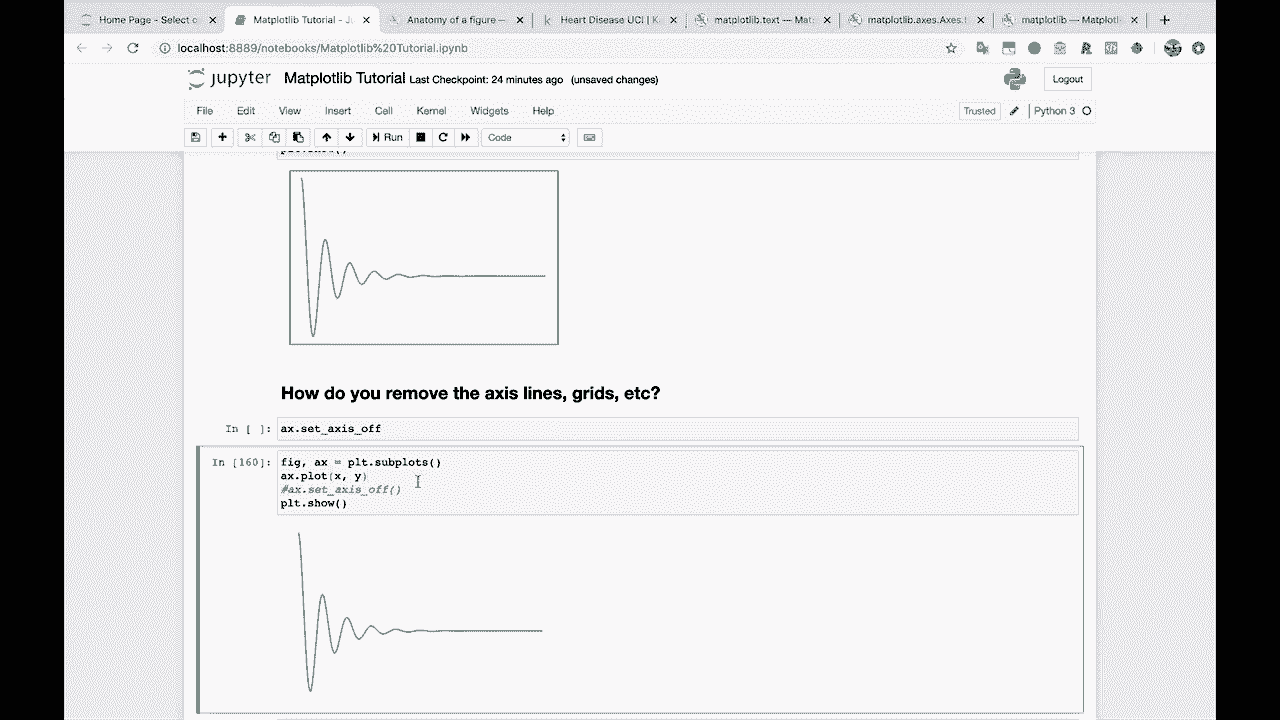 Home Page - Select o
Matplotlib Tutorial - Ju
Anatomy of a figure —
Heart Disease UCI | K
matplotlib.text — Mat
matplotlib.axes.Axes.
matplotlib — Matplotl
localhost:8889/notebooks/Matplotlib%20Tutorial.ipynb
jupyter Matplotlib Tutorial Last Checkpoint: 24 minutes ago (unsaved changes)
Logout
File Edit View Insert Cell Kernel Widgets Help
Trusted Python 3
Run Code
plt.show()
How do you remove the axis lines, grids, etc?
In [ ]: ax.set_axis_off
In [160]: fig, ax = plt.subplots()
ax.plot(x, y)
#ax.set_axis_off()
plt.show()